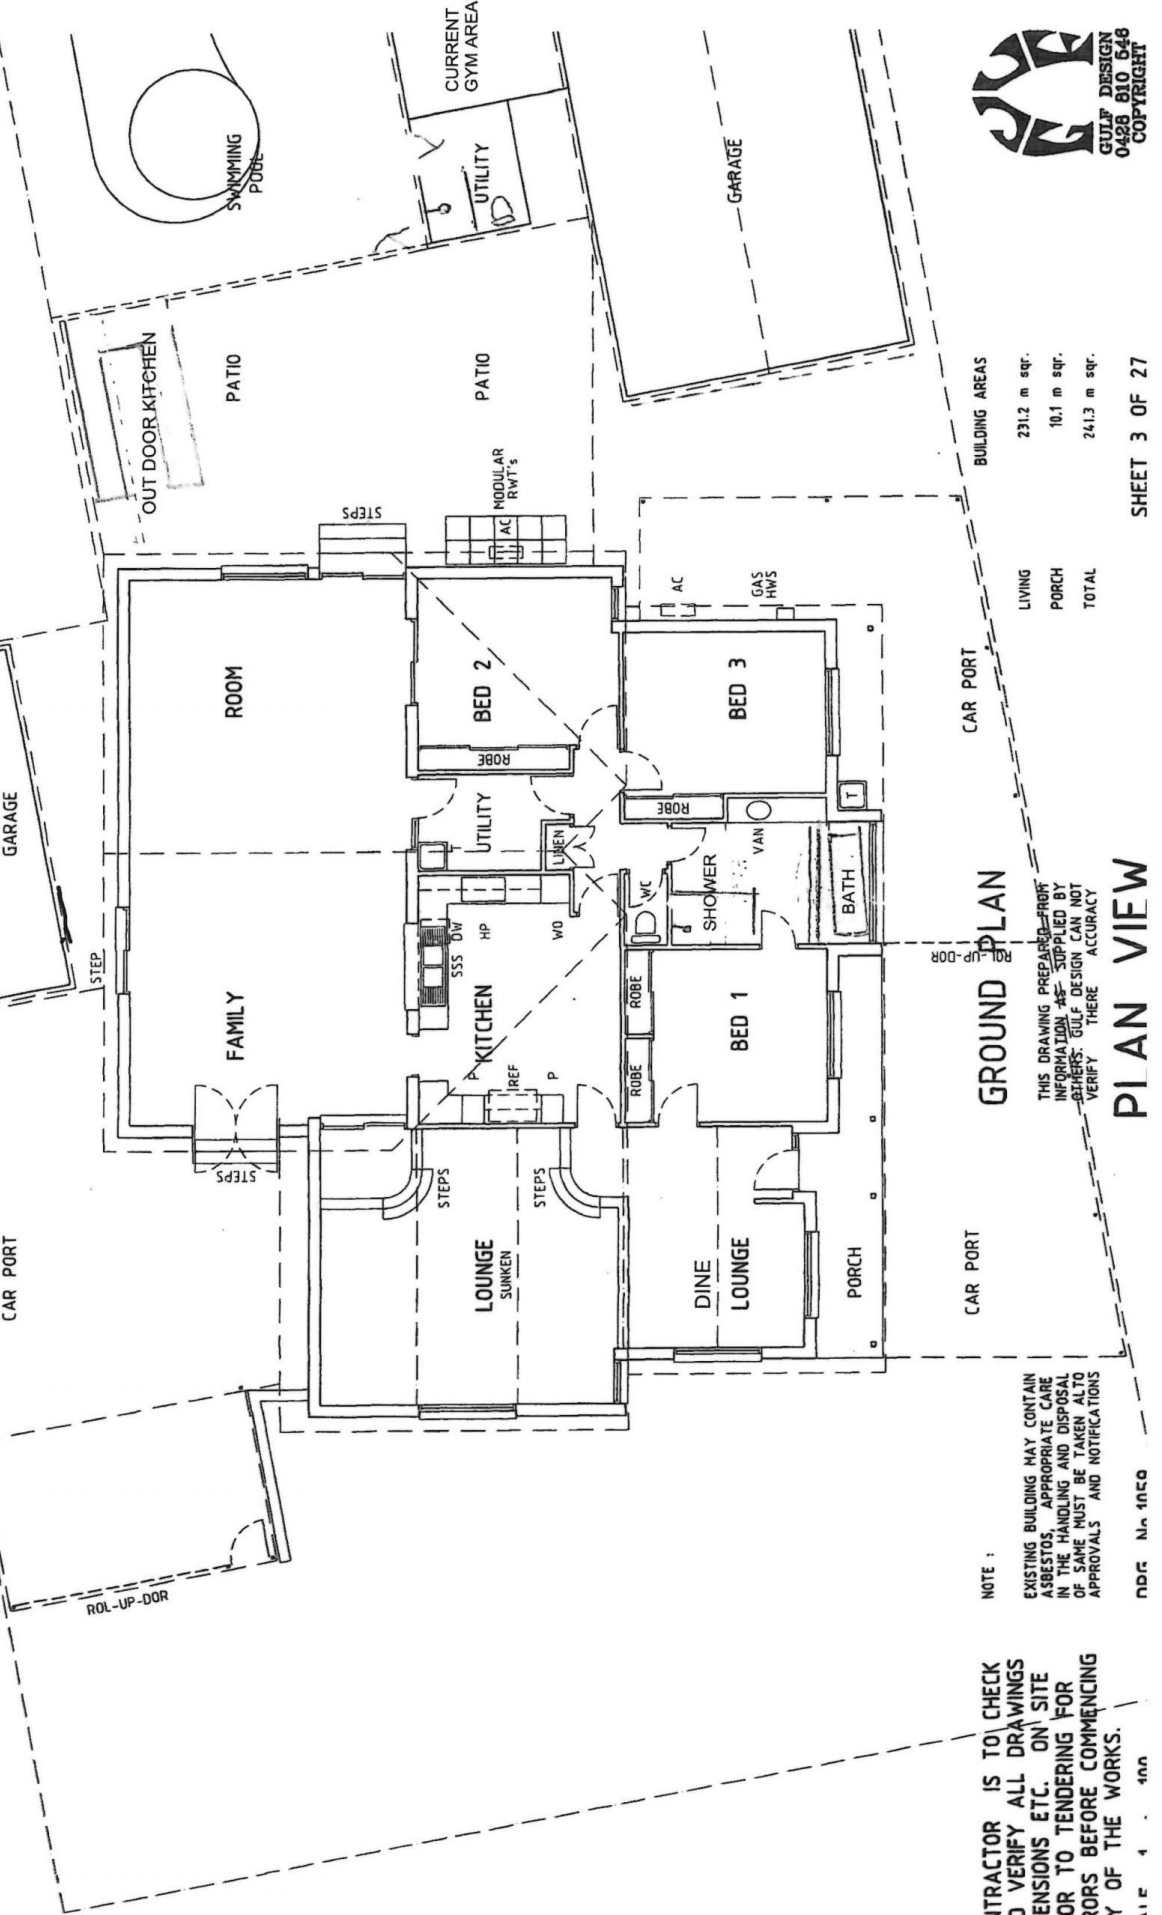 CAR PORT
GARAGE
SWIMMING
POOL
CURRENT
GYM AREA
UTILITY
GARAGE
OUT DOOR KITCHEN
PATIO
PATIO
STEPS
MODULAR
RWT's
AC
ROL-UP-DOR
STEPS
STEP
FAMILY
ROOM
LOUNGE
SUNKEN
STEPS
STEPS
KITCHEN
P
REF
P
SSS
DW
HP
WO
UTILITY
LINEN
ROBE
BED 2
BED 3
ROBE
AC
GAS
HWS
WC
SHOWER
VAN
BATH
T
ROBE
ROBE
BED 1
DINE
LOUNGE
PORCH
CAR PORT
CAR PORT
ROL-UP-DOR
GROUND PLAN
THIS DRAWING PREPARED FROM
INFORMATION AS SUPPLIED BY
OTHERS. GULF DESIGN CAN NOT
VERIFY THERE ACCURACY
PLAN VIEW
BUILDING AREAS
LIVING 231.2 m sqr.
PORCH 10.1 m sqr.
TOTAL 241.3 m sqr.
SHEET 3 OF 27
GULF DESIGN
0428 810 546
COPYRIGHT
NOTE :
EXISTING BUILDING MAY CONTAIN
ASBESTOS, APPROPRIATE CARE
IN THE HANDLING AND DISPOSAL
OF SAME MUST BE TAKEN ALTO
APPROVALS AND NOTIFICATIONS
DRG No 1059
NTRACTOR IS TO CHECK
D VERIFY ALL DRAWINGS
ENSIONS ETC. ON SITE
OR TO TENDERING FOR
RORS BEFORE COMMENCING
Y OF THE WORKS.